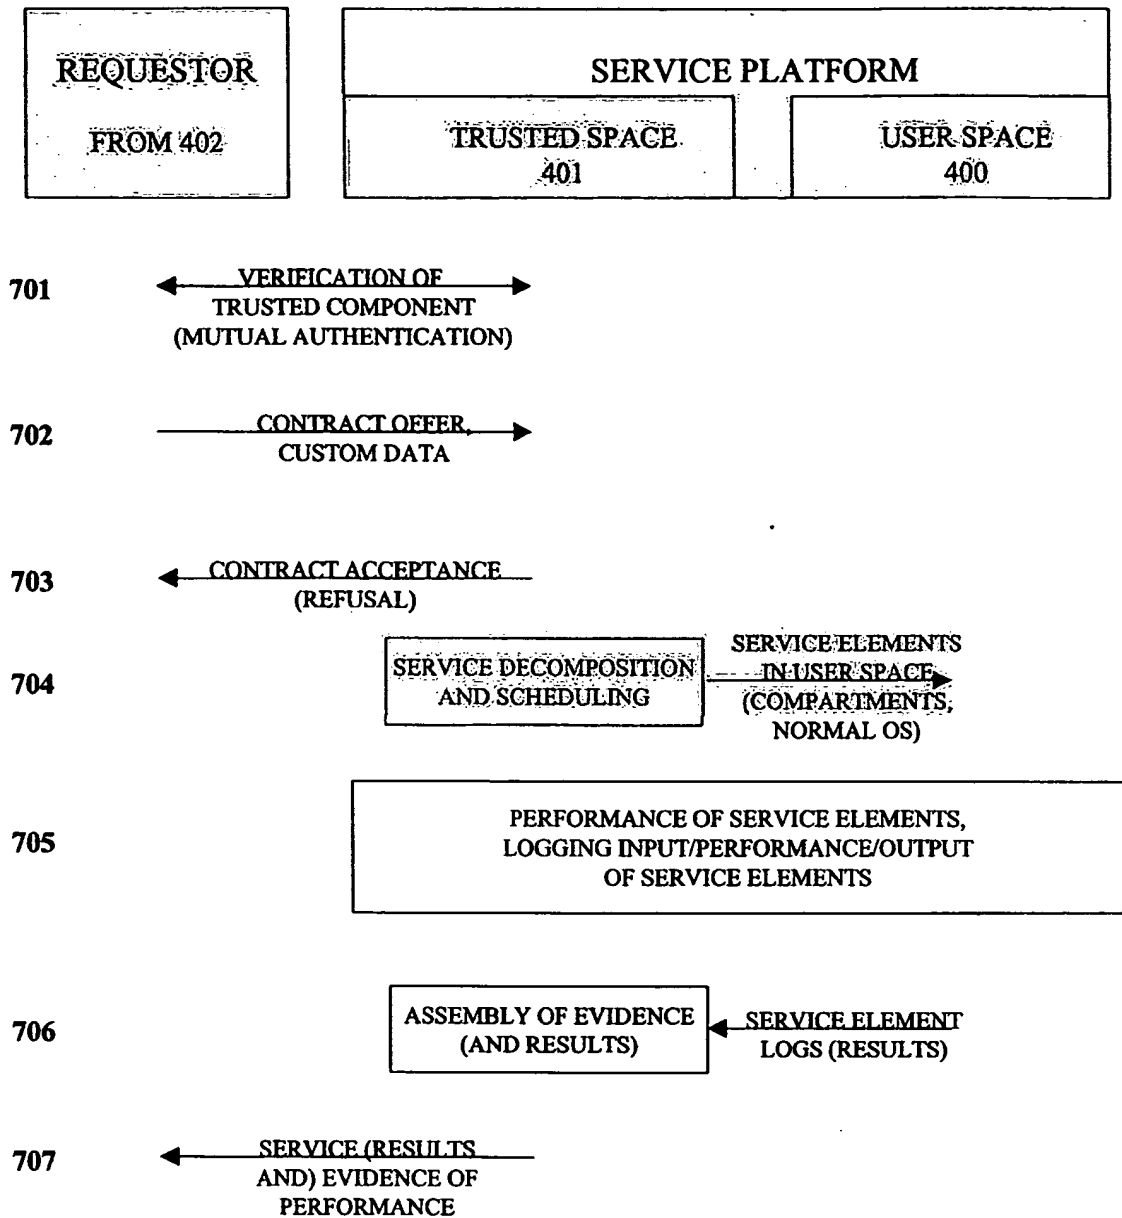 REQUESTOR
FROM 402
SERVICE PLATFORM
TRUSTED SPACE
401
USER SPACE
400
701
VERIFICATION OF
TRUSTED COMPONENT
(MUTUAL AUTHENTICATION)
702
CONTRACT OFFER,
CUSTOM DATA
703
CONTRACT ACCEPTANCE
(REFUSAL)
704
SERVICE DECOMPOSITION
AND SCHEDULING
SERVICE ELEMENTS
IN USER SPACE
(COMPARTMENTS,
NORMAL OS)
705
PERFORMANCE OF SERVICE ELEMENTS,
LOGGING INPUT/PERFORMANCE/OUTPUT
OF SERVICE ELEMENTS
706
ASSEMBLY OF EVIDENCE
(AND RESULTS)
SERVICE ELEMENT
LOGS (RESULTS)
707
SERVICE (RESULTS
AND) EVIDENCE OF
PERFORMANCE